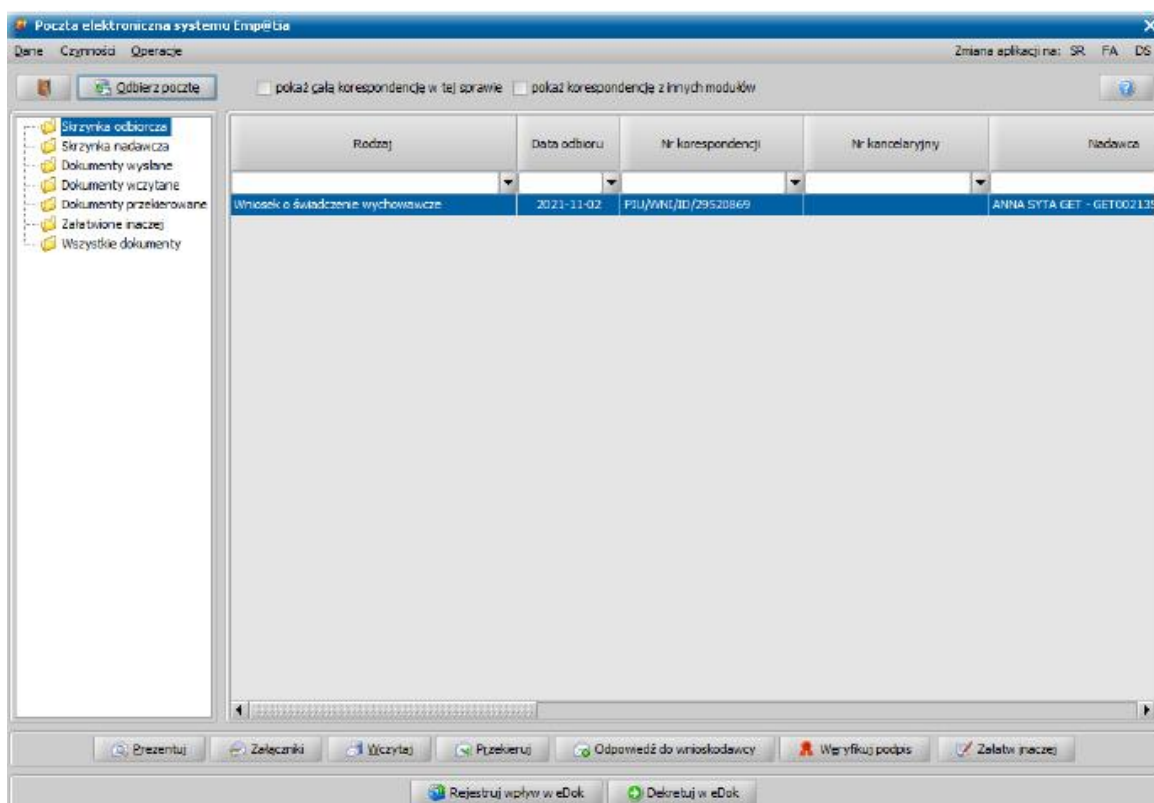 Poczta elektroniczna systemu Emp@tia
Dane Czynności Operacje Zmiana aplikacji na: SR FA DS
Odbierz pocztę pokaż całą korespondencję w tej sprawie pokaż korespondencję z innych modułów
Skrzynka odbiorcza
Skrzynka nadawcza
Dokumenty wysłane
Dokumenty wczytane
Dokumenty przekierowane
Załatwione inaczej
Wszystkie dokumenty
Rodzaj Data odbioru Nr korespondencji Nr kancelaryjny Nadawca
Wniosek o świadczenie wychowawcze 2021-11-02 PIU/WNI/ID/29520869 ANNA SYTA GET - GET002135
Prezentuj Załączniki Wczytaj Przekieruj Odpowiedź do wnioskodawcy Weryfikuj podpis Załatw inaczej
Rejestruj wpływ w eDok Dekretuj w eDok